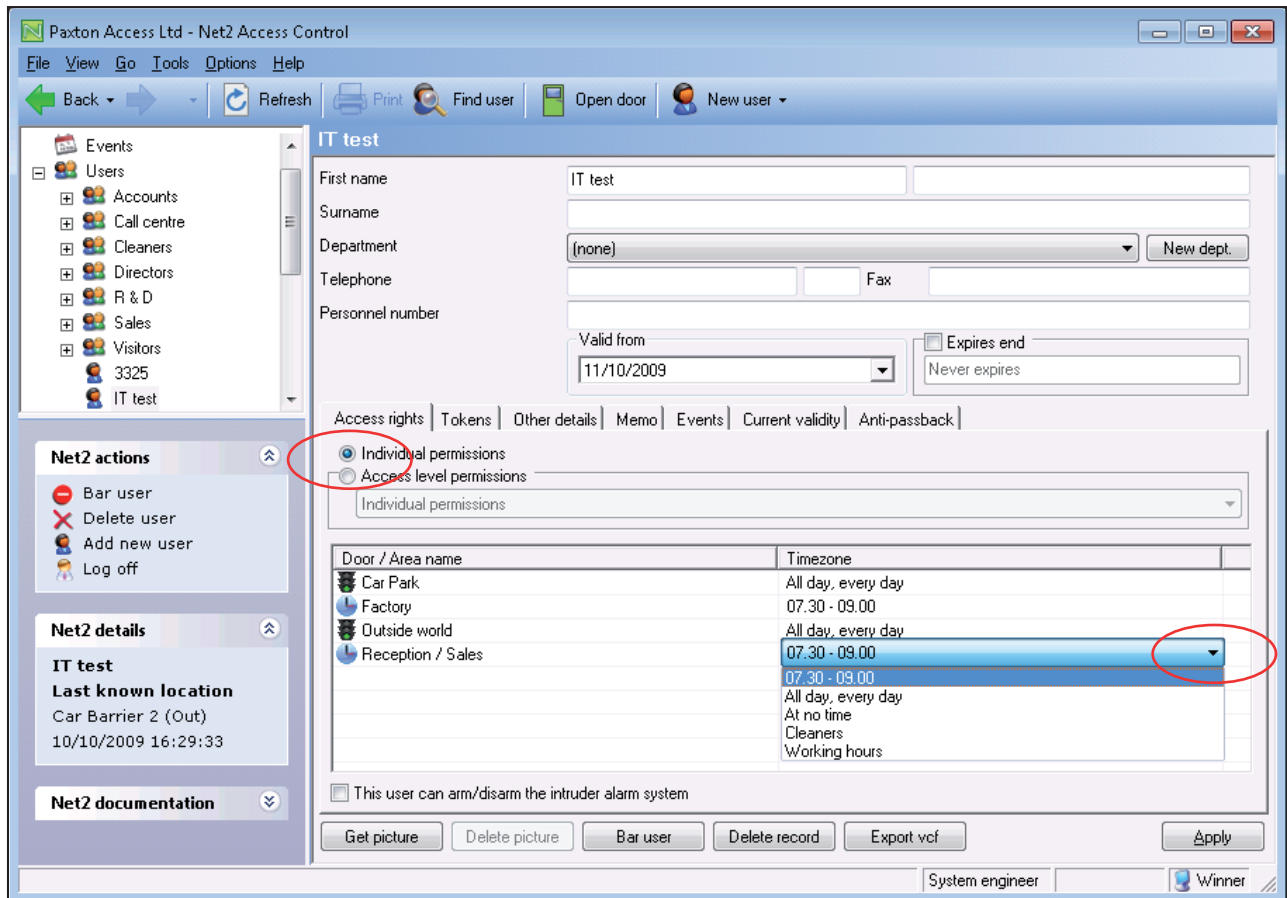 Paxton Access Ltd - Net2 Access Control
File View Go Tools Options Help
Back Refresh Print Find user Open door New user
Events
Users
Accounts
Call centre
Cleaners
Directors
R & D
Sales
Visitors
3325
IT test
Net2 actions
Bar user
Delete user
Add new user
Log off
Net2 details
IT test
Last known location
Car Barrier 2 (Out)
10/10/2009 16:29:33
Net2 documentation
IT test
First name IT test
Surname
Department (none) New dept.
Telephone Fax
Personnel number
Valid from Expires end
11/10/2009 Never expires
Access rights Tokens Other details Memo Events Current validity Anti-passback
Individual permissions
Access level permissions
Individual permissions
Door / Area name Timezone
Car Park All day, every day
Factory 07.30 - 09.00
Outside world All day, every day
Reception / Sales 07.30 - 09.00
07.30 - 09.00
All day, every day
At no time
Cleaners
Working hours
This user can arm/disarm the intruder alarm system
Get picture Delete picture Bar user Delete record Export vcf Apply
System engineer Winner